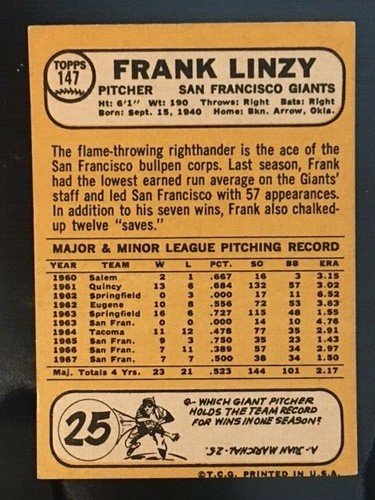 TOPPS
147
FRANK LINZY
PITCHER SAN FRANCISCO GIANTS
Ht: 6'1" Wt: 190 Throws: Right Bats: Right
Born: Sept. 15, 1940 Home: Bkn. Arrow, Okla.
The flame-throwing righthander is the ace of the
San Francisco bullpen corps. Last season, Frank
had the lowest earned run average on the Giants'
staff and led San Francisco with 57 appearances.
In addition to his seven wins, Frank also chalked-
up twelve "saves."
MAJOR & MINOR LEAGUE PITCHING RECORD
YEAR TEAM W L PCT. SO BB ERA
1960 Salem 2 1 .667 16 3 3.15
1961 Quincy 13 6 .684 132 57 3.02
1962 Springfield 0 3 .000 17 11 6.52
1962 Eugene 10 8 .556 72 53 3.63
1963 Springfield 16 6 .727 115 48 1.55
1963 San Fran. 0 0 .000 14 10 4.76
1964 Tacoma 11 12 .478 77 35 2.91
1965 San Fran. 9 3 .750 35 23 1.43
1966 San Fran. 7 11 .389 57 34 2.97
1967 San Fran. 7 7 .500 38 34 1.50
Maj. Totals 4 Yrs. 23 21 .523 144 101 2.17
25
Q- WHICH GIANT PITCHER
HOLDS THE TEAM RECORD
FOR WINS IN ONE SEASON?
A- JUAN MARICHAL-26.
©T.C.G. PRINTED IN U.S.A.